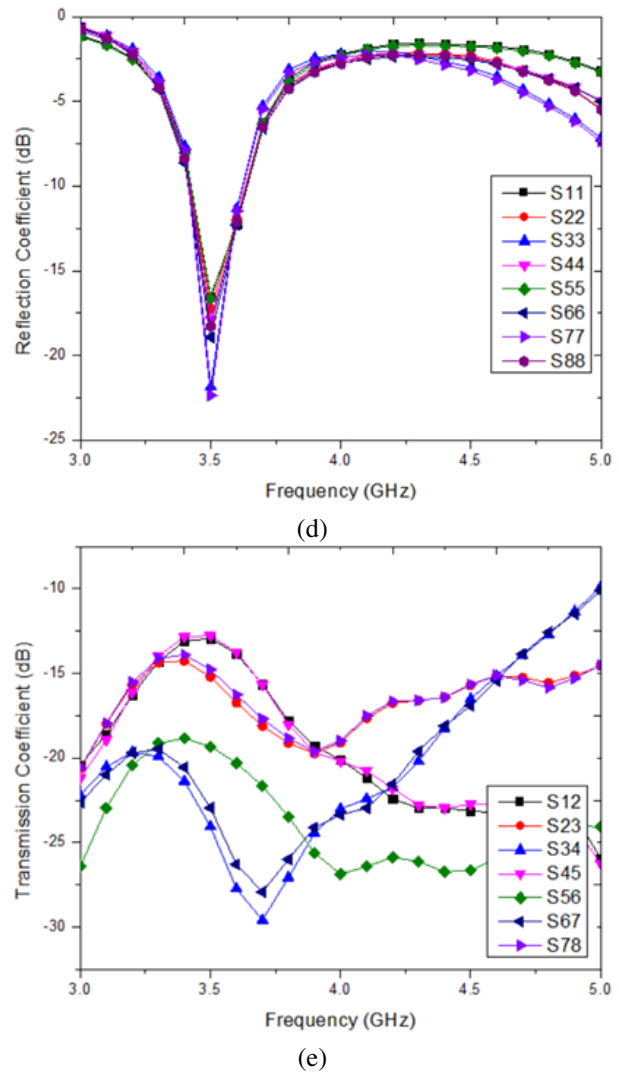 0
-5
-10
-15
-20
-25
Reflection Coefficient (dB)
S11
S22
S33
S44
S55
S66
S77
S88
3.0 3.5 4.0 4.5 5.0
Frequency (GHz)
(d)
-10
-15
-20
-25
-30
Transmission Coefficient (dB)
S12
S23
S34
S45
S56
S67
S78
3.0 3.5 4.0 4.5 5.0
Frequency (GHz)
(e)